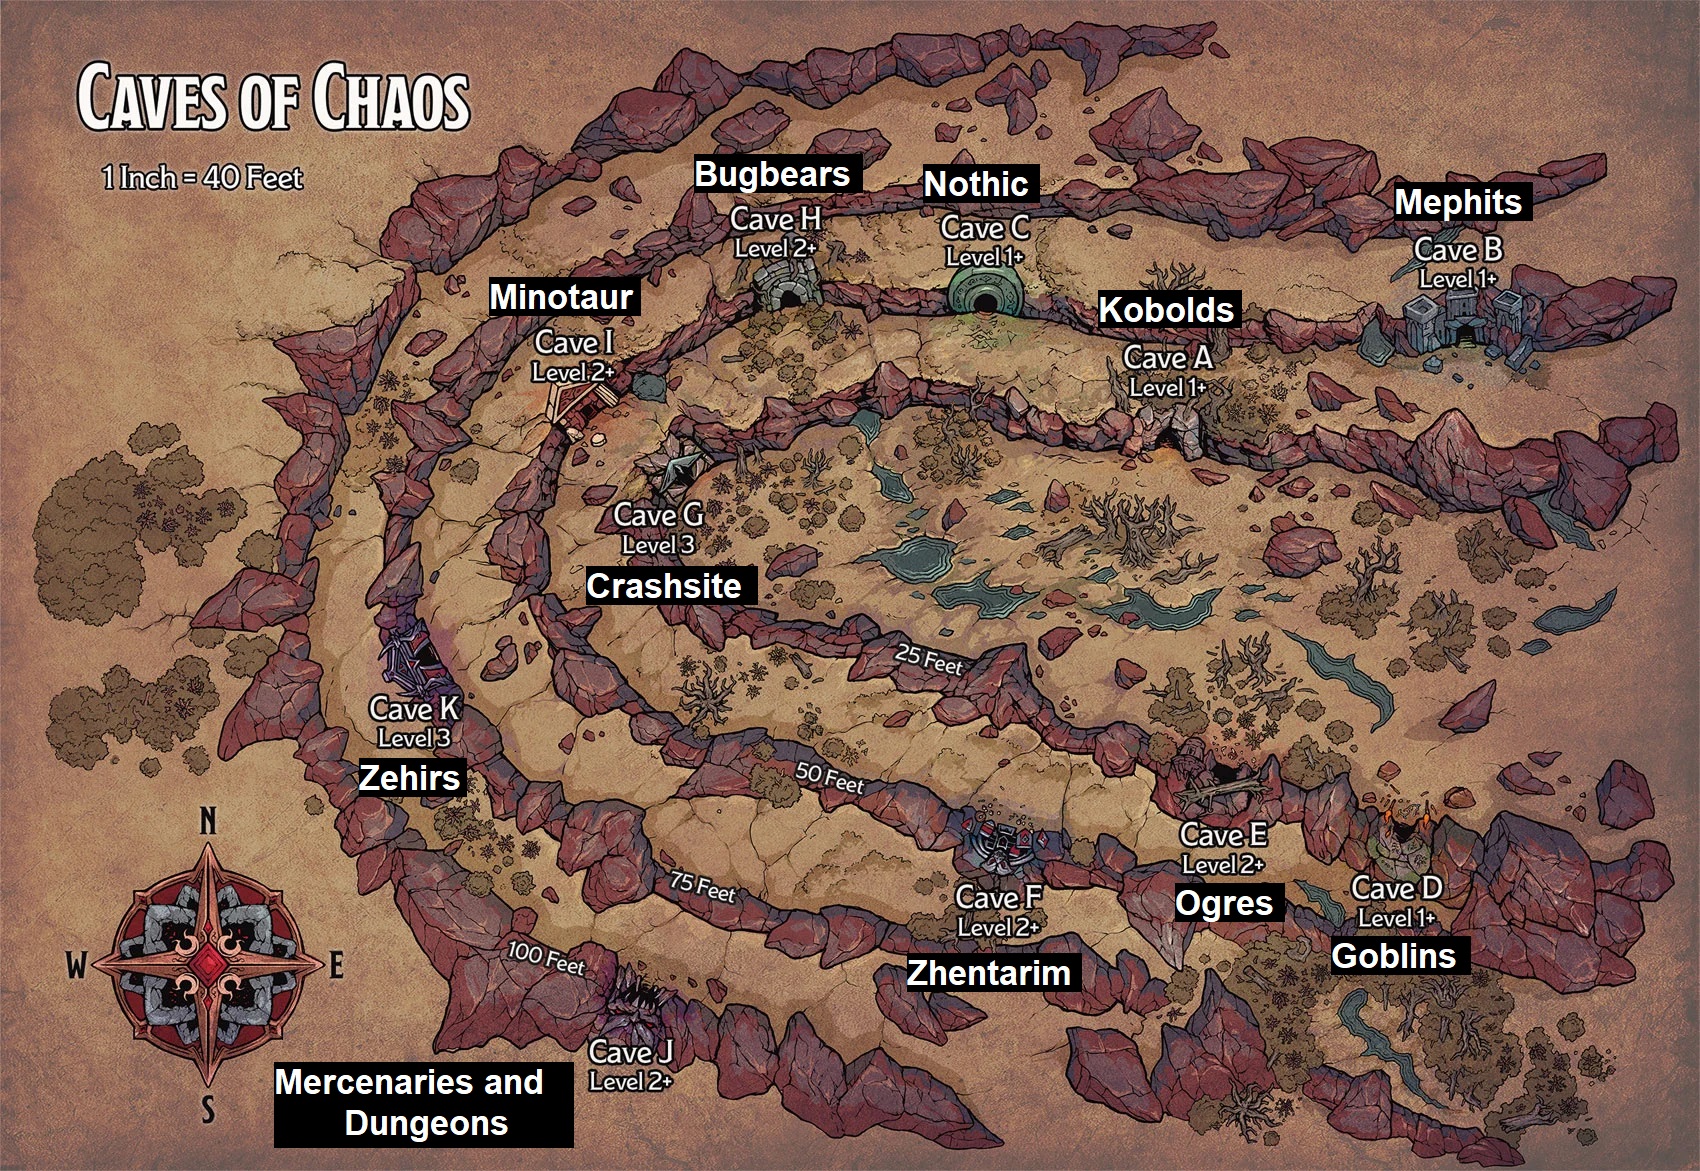 CAVES OF CHAOS
1 Inch = 40 Feet
Bugbears
Cave H
Level 2+
Nothic
Cave C
Level 1+
Mephits
Cave B
Level 1+
Minotaur
Cave I
Level 2+
Kobolds
Cave A
Level 1+
Cave G
Level 3
Crashsite
25 Feet
Cave K
Level 3
Zehirs
50 Feet
Cave E
Level 2+
Ogres
Cave D
Level 1+
Goblins
75 Feet
Cave F
Level 2+
Zhentarim
100 Feet
Cave J
Level 2+
Mercenaries and
Dungeons
N
W
E
S